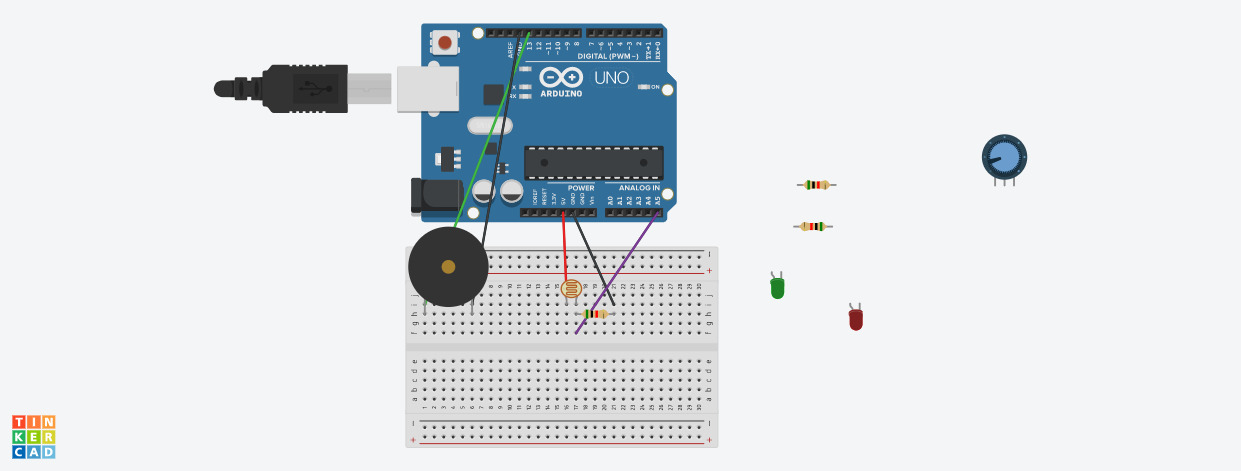 AREF
GND
13
12
~11
~10
~9
8
7
~6
~5
4
~3
2
TX→1
RX←0
DIGITAL (PWM~)
UNO
ARDUINO
ON
RX
POWER
ANALOG IN
IOREF
RESET
3.3V
5V
GND
GND
Vin
A0
A1
A2
A3
A4
A5
j
i
h
g
f
e
d
c
b
a
TIN
KER
CAD